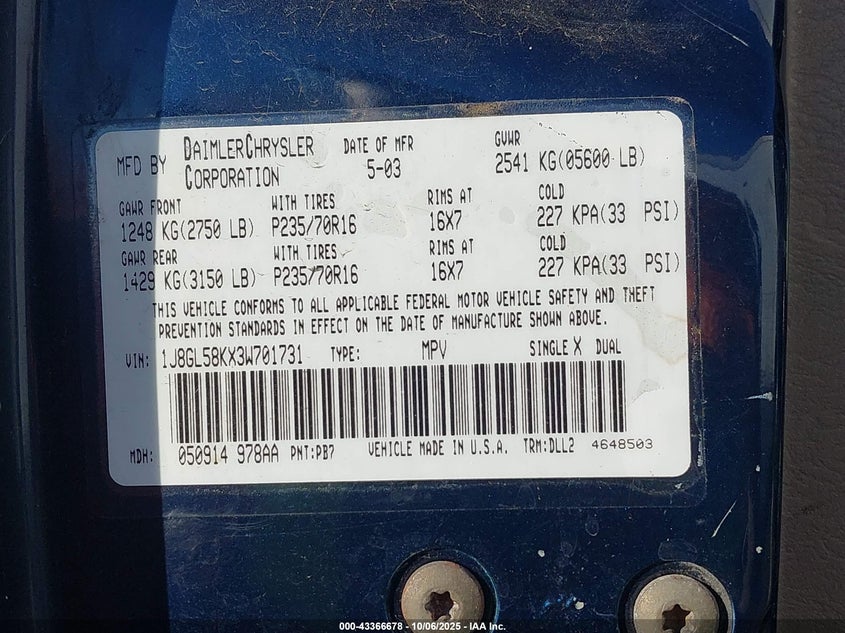 MFD BY DAIMLERCHRYSLER CORPORATION DATE OF MFR 5-03 GVWR 2541 KG(05600 LB)
GAWR FRONT WITH TIRES RIMS AT COLD
1248 KG(2750 LB) P235/70R16 16X7 227 KPA(33 PSI)
GAWR REAR WITH TIRES RIMS AT COLD
1429 KG(3150 LB) P235/70R16 16X7 227 KPA(33 PSI)
THIS VEHICLE CONFORMS TO ALL APPLICABLE FEDERAL MOTOR VEHICLE SAFETY AND THEFT
PREVENTION STANDARDS IN EFFECT ON THE DATE OF MANUFACTURE SHOWN ABOVE.
VIN: 1J8GL58KX3W701731 TYPE: MPV SINGLE X DUAL
MDH: 050914 978AA PNT:PB7 VEHICLE MADE IN U.S.A. TRM:DLL2 4648503
000-43366678 - 10/06/2025 - IAA Inc.